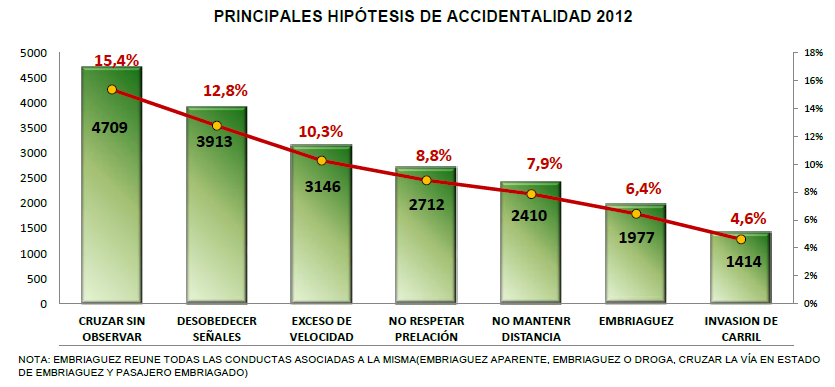 PRINCIPALES HIPÓTESIS DE ACCIDENTALIDAD 2012
5000
4500
4000
3500
3000
2500
2000
1500
1000
500
0
18%
16%
14%
12%
10%
8%
6%
4%
2%
0%
15,4%
12,8%
10,3%
8,8%
7,9%
6,4%
4,6%
4709
3913
3146
2712
2410
1977
1414
CRUZAR SIN
OBSERVAR
DESOBEDECER
SEÑALES
EXCESO DE
VELOCIDAD
NO RESPETAR
PRELACIÓN
NO MANTENR
DISTANCIA
EMBRIAGUEZ
INVASION DE
CARRIL
NOTA: EMBRIAGUEZ REUNE TODAS LAS CONDUCTAS ASOCIADAS A LA MISMA(EMBRIAGUEZ APARENTE, EMBRIAGUEZ O DROGA, CRUZAR LA VÍA EN ESTADO
DE EMBRIAGUEZ Y PASAJERO EMBRIAGADO)